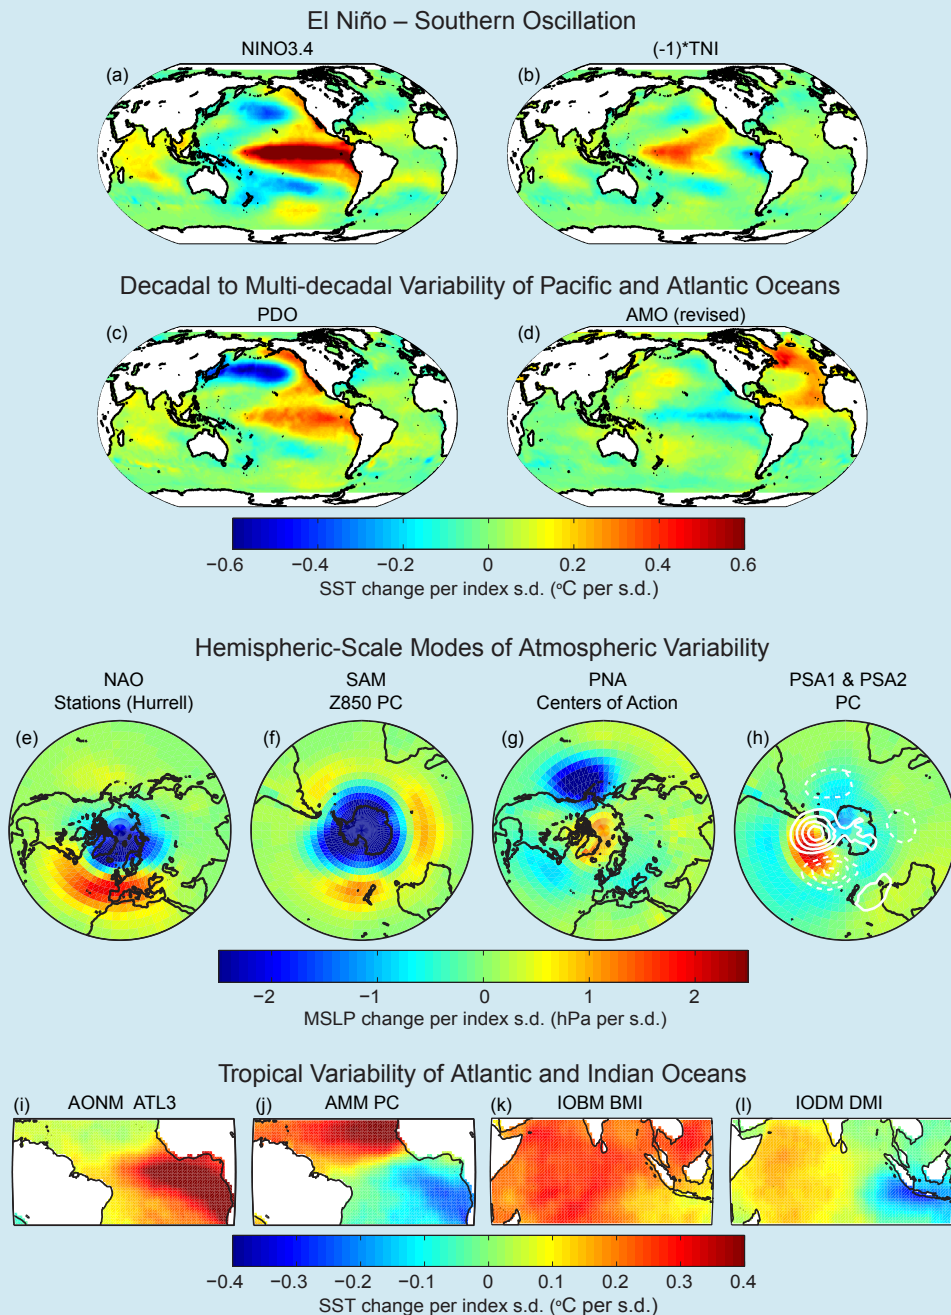 El Niño – Southern Oscillation
NINO3.4
(-1)*TNI
(a)
(b)
Decadal to Multi-decadal Variability of Pacific and Atlantic Oceans
PDO
AMO (revised)
(c)
(d)
−0.6 −0.4 −0.2 0 0.2 0.4 0.6
SST change per index s.d. (°C per s.d.)
Hemispheric-Scale Modes of Atmospheric Variability
NAO
Stations (Hurrell)
SAM
Z850 PC
PNA
Centers of Action
PSA1 & PSA2
PC
(e)
(f)
(g)
(h)
−2 −1 0 1 2
MSLP change per index s.d. (hPa per s.d.)
Tropical Variability of Atlantic and Indian Oceans
(i) AONM ATL3
(j) AMM PC
(k) IOBM BMI
(l) IODM DMI
−0.4 −0.3 −0.2 −0.1 0 0.1 0.2 0.3 0.4
SST change per index s.d. (°C per s.d.)